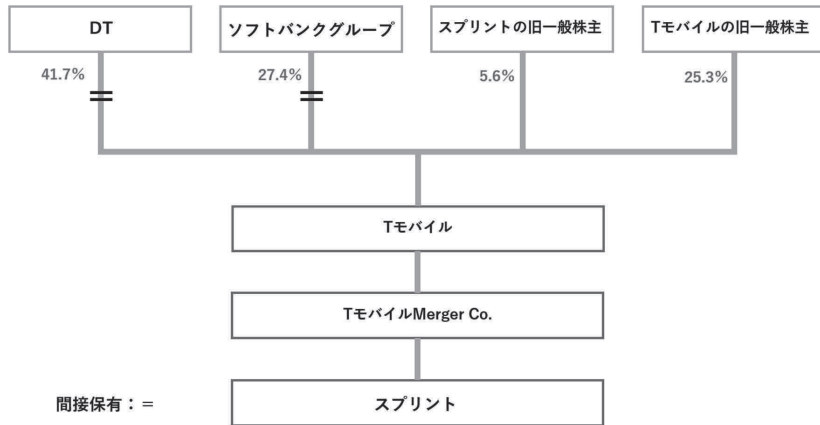 DT
ソフトバンクグループ
スプリントの旧一般株主
Tモバイルの旧一般株主
41.7%
27.4%
5.6%
25.3%
Tモバイル
TモバイルMerger Co.
間接保有：＝
スプリント